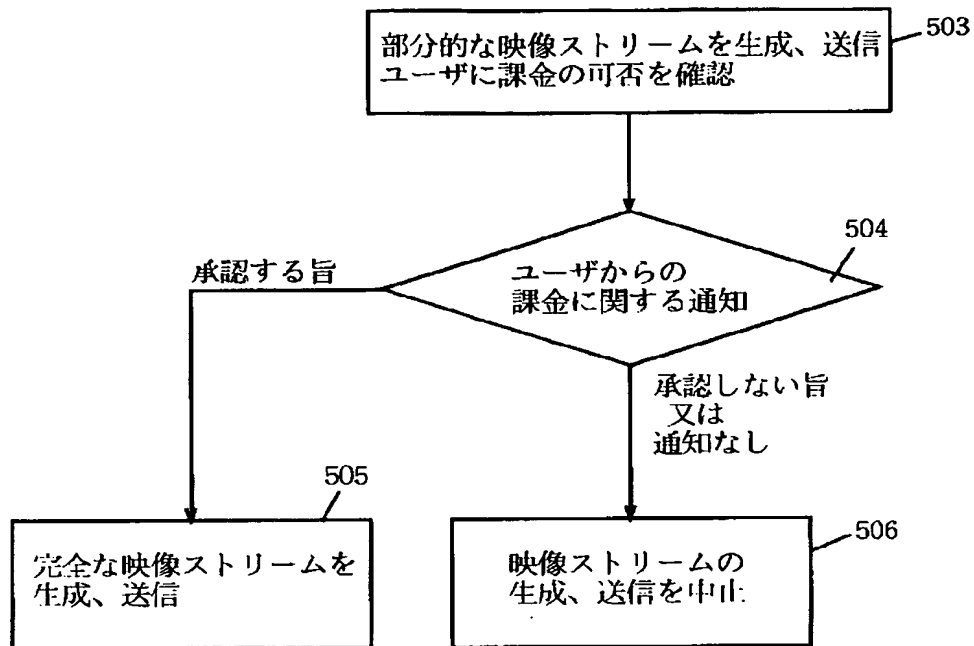 部分的な映像ストリームを生成、送信
ユーザに課金の可否を確認
503
504
ユーザからの
課金に関する通知
承認する旨
承認しない旨
又は
通知なし
505
完全な映像ストリームを
生成、送信
506
映像ストリームの
生成、送信を中止